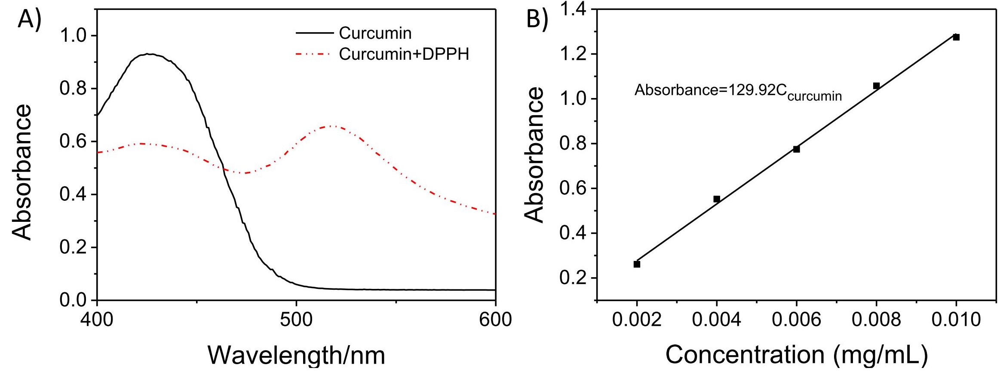 A)
1.0
0.8
0.6
0.4
0.2
0.0
Absorbance
Curcumin
Curcumin+DPPH
400
500
600
Wavelength/nm
B)
1.4
1.2
1.0
0.8
0.6
0.4
0.2
Absorbance
Absorbance=129.92Ccurcumin
0.002
0.004
0.006
0.008
0.010
Concentration (mg/mL)